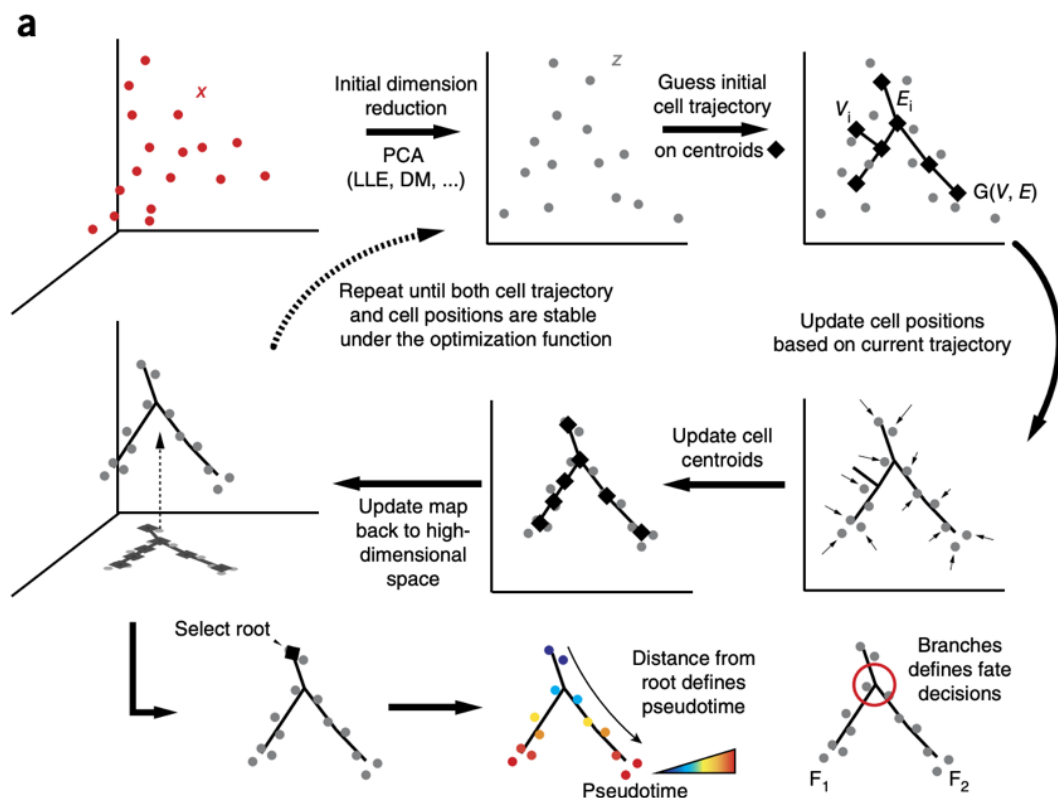 a
x
Initial dimension
reduction
PCA
(LLE, DM, ...)
z
Guess initial
cell trajectory
on centroids
Vi
Ei
G(V, E)
Repeat until both cell trajectory
and cell positions are stable
under the optimization function
Update cell positions
based on current trajectory
Update cell
centroids
Update map
back to high-
dimensional
space
Select root
Distance from
root defines
pseudotime
Pseudotime
Branches
defines fate
decisions
F1
F2